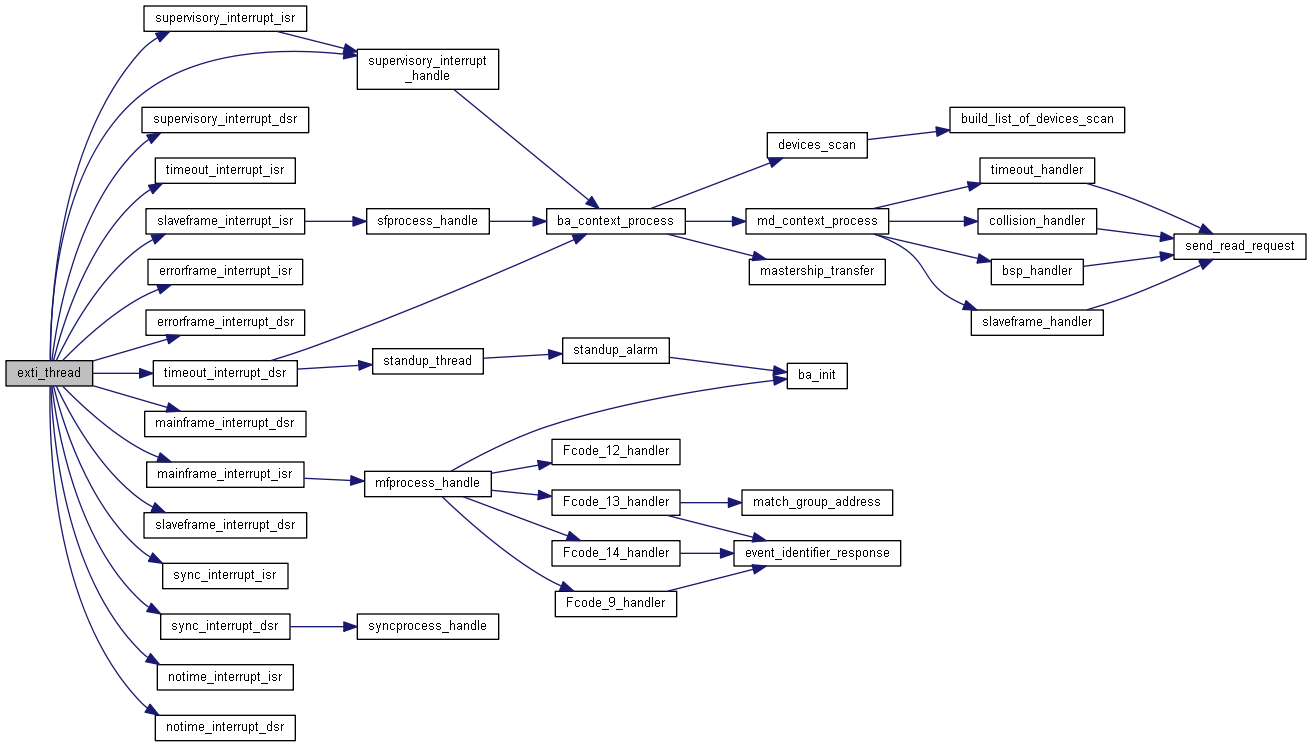 supervisory_interrupt_isr
supervisory_interrupt
_handle
supervisory_interrupt_dsr
build_list_of_devices_scan
devices_scan
timeout_interrupt_isr
timeout_handler
slaveframe_interrupt_isr
sfprocess_handle
ba_context_process
md_context_process
collision_handler
send_read_request
errorframe_interrupt_isr
mastership_transfer
bsp_handler
errorframe_interrupt_dsr
slaveframe_handler
exti_thread
timeout_interrupt_dsr
standup_thread
standup_alarm
ba_init
mainframe_interrupt_dsr
Fcode_12_handler
mainframe_interrupt_isr
mfprocess_handle
Fcode_13_handler
match_group_address
slaveframe_interrupt_dsr
Fcode_14_handler
event_identifier_response
sync_interrupt_isr
Fcode_9_handler
sync_interrupt_dsr
syncprocess_handle
notime_interrupt_isr
notime_interrupt_dsr